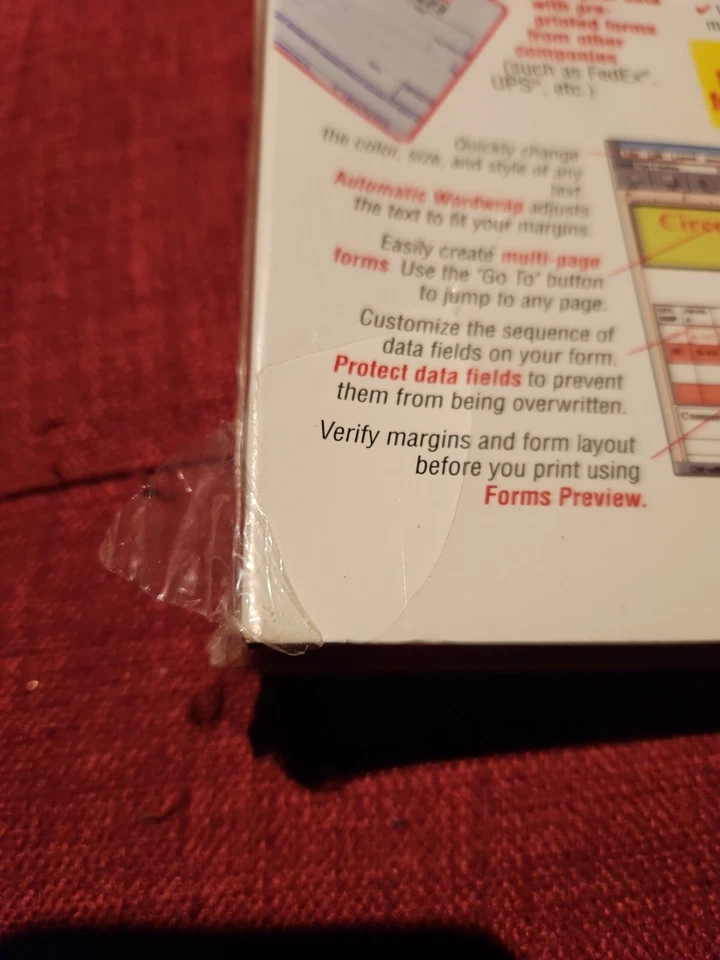 with pre-
printed forms
from other
companies
(such as FedEx®,
UPS®, etc.)
Quickly change
the color, size, and style of any
text.
Automatic Wordwrap adjusts
the text to fit your margins.
Easily create multi-page
forms. Use the "Go To" button
to jump to any page.
Customize the sequence of
data fields on your form.
Protect data fields to prevent
them from being overwritten.
Verify margins and form layout
before you print using
Forms Preview.